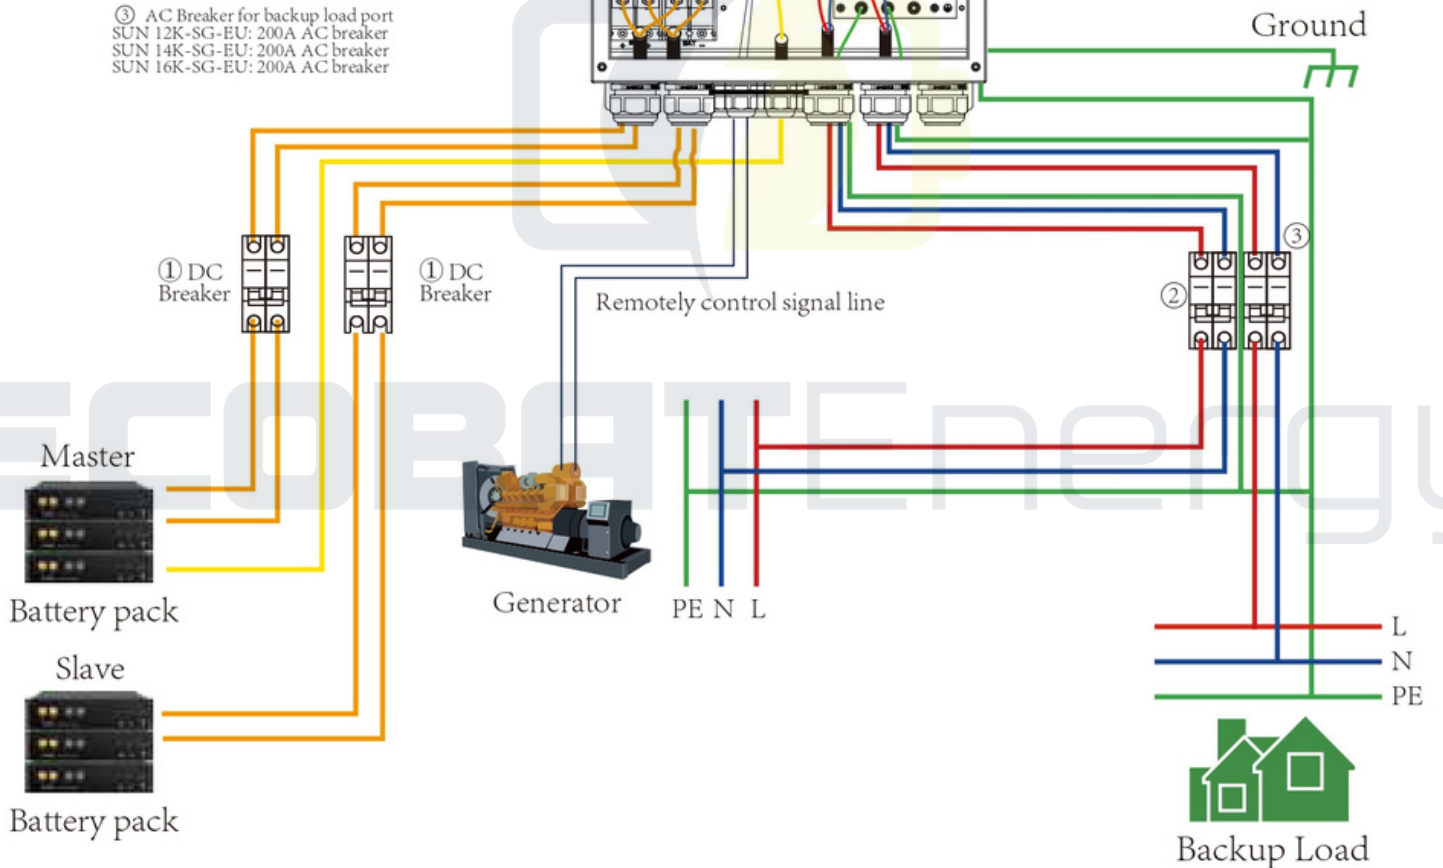 ③ AC Breaker for backup load port
SUN 12K-SG-EU: 200A AC breaker
SUN 14K-SG-EU: 200A AC breaker
SUN 16K-SG-EU: 200A AC breaker
Ground
+
BAT -
① DC
Breaker
① DC
Breaker
Remotely control signal line
②
③
ECOBATEnergy
Master
Battery pack
Generator
PE N L
L
N
PE
Slave
Battery pack
Backup Load